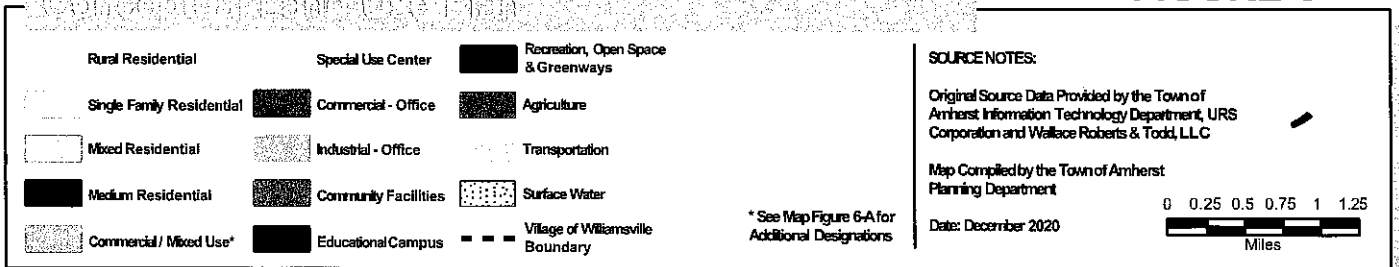 Rural Residential
Single Family Residential
Mixed Residential
Medium Residential
Commercial / Mixed Use*
Special Use Center
Commercial - Office
Industrial - Office
Community Facilities
Educational Campus
Recreation, Open Space
& Greenways
Agriculture
Transportation
Surface Water
Village of Williamsville
Boundary
* See Map Figure 6-A for
Additional Designations
SOURCE NOTES:
Original Source Data Provided by the Town of
Amherst Information Technology Department, URS
Corporation and Wallace Roberts & Todd, LLC
Map Compiled by the Town of Amherst
Planning Department
Date: December 2020
0 0.25 0.5 0.75 1 1.25
Miles